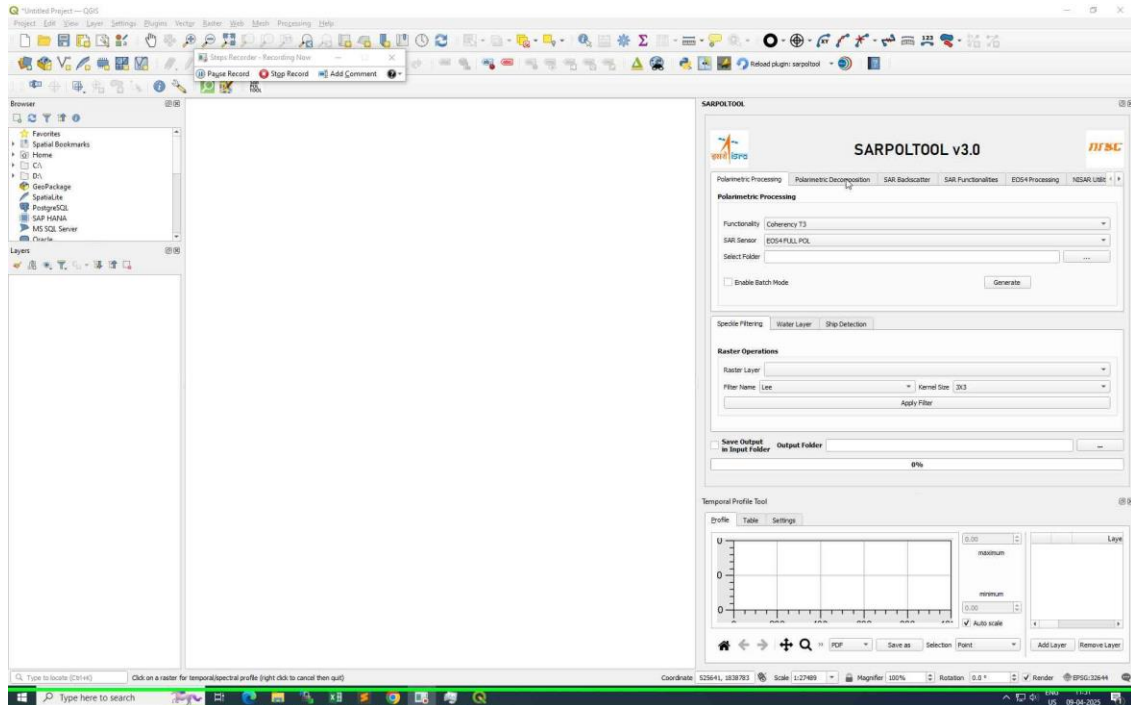 *Untitled Project — QGIS
Project Edit View Layer Settings Plugins Vector Raster Web Mesh Processing Help
Steps Recorder - Recording Now
Pause Record Stop Record Add Comment
Reload plugin: sarpoltool
Browser
Favorites
Spatial Bookmarks
Home
C:\
D:\
GeoPackage
SpatiaLite
PostgreSQL
SAP HANA
MS SQL Server
Oracle
Layers
SARPOLTOOL
इसरो isro
SARPOLTOOL v3.0
nrsc
Polarimetric Processing Polarimetric Decomposition SAR Backscatter SAR Functionalities EOS4 Processing NISAR Utilit
Polarimetric Processing
Functionality Coherency T3
SAR Sensor EOS4 FULL POL
Select Folder ...
Enable Batch Mode Generate
Speckle Filtering Water Layer Ship Detection
Raster Operations
Raster Layer
Filter Name Lee Kernel Size 3X3
Apply Filter
Save Output in Input Folder Output Folder ...
0%
Temporal Profile Tool
Profile Table Settings
0.00
maximum
minimum
0.00
Auto scale
Laye
PDF Save as Selection Point Add Layer Remove Layer
Type to locate (Ctrl+K) Click on a raster for temporal/spectral profile (right click to cancel then quit) Coordinate 525641, 1838783 Scale 1:27489 Magnifier 100% Rotation 0.0 ° Render EPSG:32644
Type here to search ENG 11:31
US 09-04-2025